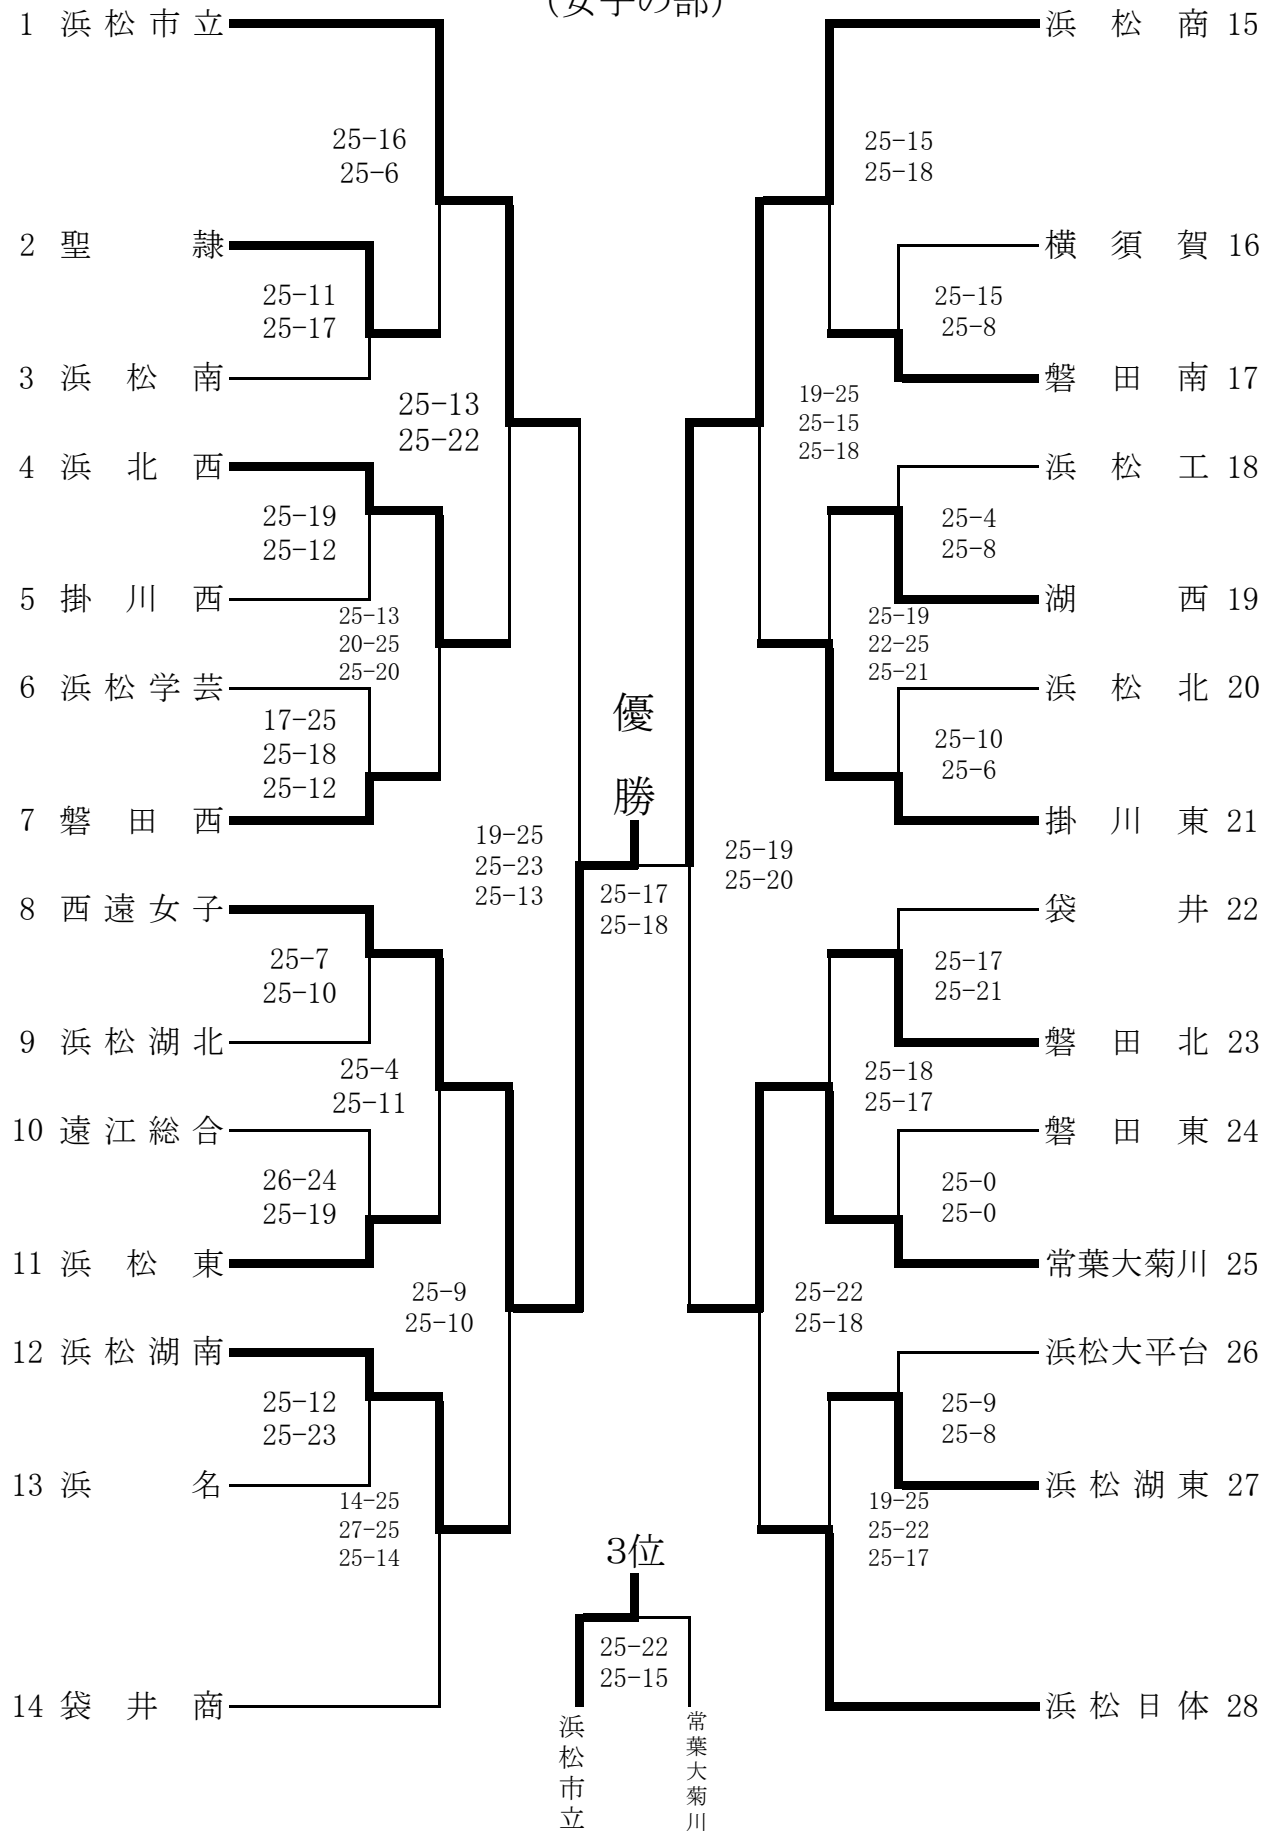 (女子の部)
1 浜松市立
25-16
25-6
2 聖隷
25-11
25-17
3 浜松南
25-13
25-22
4 浜北西
25-19
25-12
5 掛川西
25-13
20-25
25-20
6 浜松学芸
17-25
25-18
25-12
7 磐田西
19-25
25-23
25-13
8 西遠女子
25-7
25-10
9 浜松湖北
25-4
25-11
10 遠江総合
26-24
25-19
11 浜松東
25-9
25-10
12 浜松湖南
25-12
25-23
13 浜名
14-25
27-25
25-14
14 袋井商
優
勝
25-17
25-18
3位
25-22
25-15
浜松市立
常葉大菊川
浜松商 15
25-15
25-18
横須賀 16
25-15
25-8
磐田南 17
19-25
25-15
25-18
浜松工 18
25-4
25-8
湖西 19
25-19
22-25
25-21
浜松北 20
25-10
25-6
掛川東 21
25-19
25-20
袋井 22
25-17
25-21
磐田北 23
25-18
25-17
磐田東 24
25-0
25-0
常葉大菊川 25
25-22
25-18
浜松大平台 26
25-9
25-8
浜松湖東 27
19-25
25-22
25-17
浜松日体 28